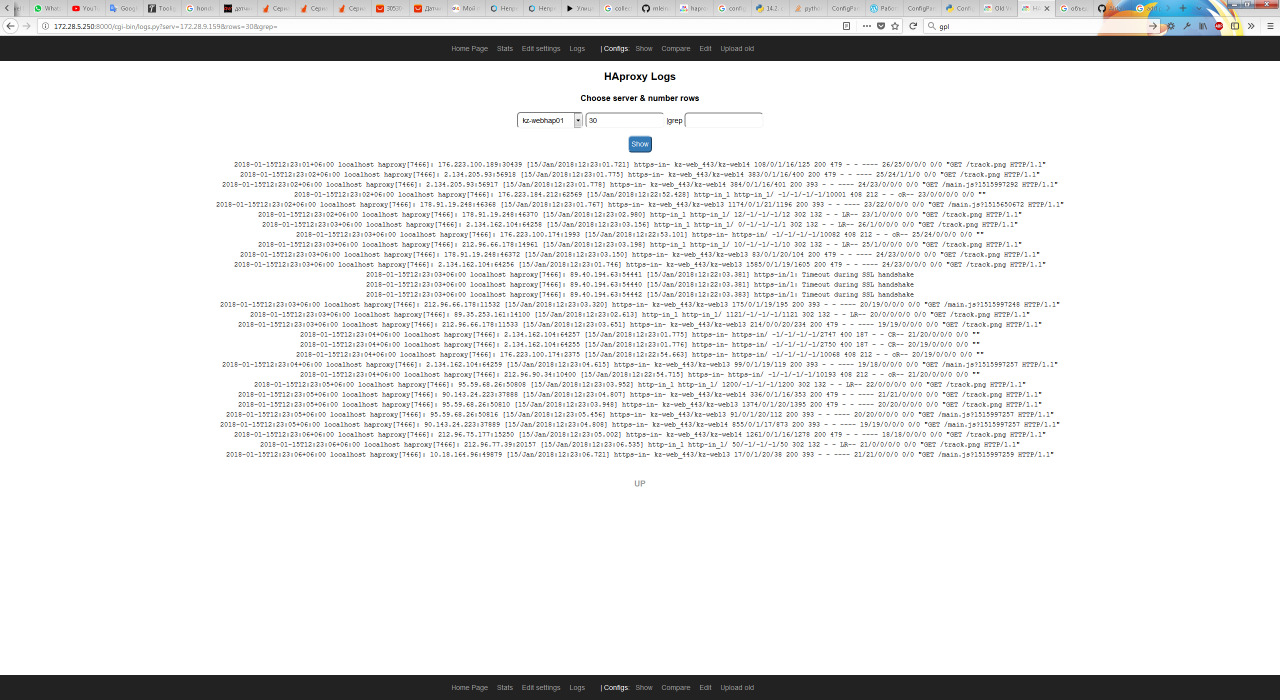 WhatsA
YouT
Goog
172.28.5.250:8000/cgi-bin/logs.py?serv=172.28.9.159&rows=30&grep=
gpl
Home Page Stats Edit settings Logs | Configs: Show Compare Edit Upload old
HAproxy Logs
Choose server & number rows
kz-webhap01 30 |grep
Show
2018-01-15T12:23:01+06:00 localhost haproxy[7466]: 176.223.100.189:30439 [15/Jan/2018:12:23:01.721] https-in~ kz-web_443/kz-web14 108/0/1/16/125 200 479 - - ---- 26/25/0/0/0 0/0 "GET /track.png HTTP/1.1"
2018-01-15T12:23:02+06:00 localhost haproxy[7466]: 2.134.205.93:56918 [15/Jan/2018:12:23:01.775] https-in~ kz-web_443/kz-web14 383/0/1/16/400 200 479 - - ---- 25/24/1/1/0 0/0 "GET /track.png HTTP/1.1"
2018-01-15T12:23:02+06:00 localhost haproxy[7466]: 2.134.205.93:56917 [15/Jan/2018:12:23:01.778] https-in~ kz-web_443/kz-web14 384/0/1/16/401 200 393 - - ---- 24/23/0/0/0 0/0 "GET /main.js?1515997292 HTTP/1.1"
2018-01-15T12:23:02+06:00 localhost haproxy[7466]: 176.223.184.212:62569 [15/Jan/2018:12:22:52.428] http-in_1 http-in_1/ -1/-1/-1/-1/10001 408 212 - - cR-- 23/0/0/0/0 0/0 ""
2018-01-15T12:23:02+06:00 localhost haproxy[7466]: 178.91.19.248:46368 [15/Jan/2018:12:23:01.767] https-in~ kz-web_443/kz-web13 1174/0/1/21/1196 200 393 - - ---- 23/22/0/0/0 0/0 "GET /main.js?1515650672 HTTP/1.1"
2018-01-15T12:23:02+06:00 localhost haproxy[7466]: 178.91.19.248:46370 [15/Jan/2018:12:23:02.980] http-in_1 http-in_1/ 12/-1/-1/-1/12 302 132 - - LR-- 23/1/0/0/0 0/0 "GET /track.png HTTP/1.1"
2018-01-15T12:23:03+06:00 localhost haproxy[7466]: 2.134.162.104:64258 [15/Jan/2018:12:23:03.156] http-in_1 http-in_1/ 0/-1/-1/-1/1 302 132 - - LR-- 26/1/0/0/0 0/0 "GET /track.png HTTP/1.1"
2018-01-15T12:23:03+06:00 localhost haproxy[7466]: 176.223.100.174:1993 [15/Jan/2018:12:22:53.101] https-in~ https-in/ -1/-1/-1/-1/10082 408 212 - - cR-- 25/24/0/0/0 0/0 ""
2018-01-15T12:23:03+06:00 localhost haproxy[7466]: 212.96.66.178:14961 [15/Jan/2018:12:23:03.198] http-in_1 http-in_1/ 10/-1/-1/-1/10 302 132 - - LR-- 25/1/0/0/0 0/0 "GET /track.png HTTP/1.1"
2018-01-15T12:23:03+06:00 localhost haproxy[7466]: 178.91.19.248:46372 [15/Jan/2018:12:23:03.150] https-in~ kz-web_443/kz-web13 83/0/1/20/104 200 479 - - ---- 24/23/0/0/0 0/0 "GET /track.png HTTP/1.1"
2018-01-15T12:23:03+06:00 localhost haproxy[7466]: 2.134.162.104:64256 [15/Jan/2018:12:23:01.746] https-in~ kz-web_443/kz-web13 1585/0/1/19/1605 200 479 - - ---- 24/23/0/0/0 0/0 "GET /track.png HTTP/1.1"
2018-01-15T12:23:03+06:00 localhost haproxy[7466]: 89.40.194.63:54441 [15/Jan/2018:12:22:03.381] https-in/1: Timeout during SSL handshake
2018-01-15T12:23:03+06:00 localhost haproxy[7466]: 89.40.194.63:54440 [15/Jan/2018:12:22:03.381] https-in/1: Timeout during SSL handshake
2018-01-15T12:23:03+06:00 localhost haproxy[7466]: 89.40.194.63:54442 [15/Jan/2018:12:22:03.383] https-in/1: Timeout during SSL handshake
2018-01-15T12:23:03+06:00 localhost haproxy[7466]: 212.96.66.178:11532 [15/Jan/2018:12:23:03.320] https-in~ kz-web_443/kz-web13 175/0/1/19/195 200 393 - - ---- 20/19/0/0/0 0/0 "GET /main.js?1515997248 HTTP/1.1"
2018-01-15T12:23:03+06:00 localhost haproxy[7466]: 89.35.253.161:14100 [15/Jan/2018:12:23:02.613] http-in_1 http-in_1/ 1121/-1/-1/-1/1121 302 132 - - LR-- 20/0/0/0/0 0/0 "GET /track.png HTTP/1.1"
2018-01-15T12:23:03+06:00 localhost haproxy[7466]: 212.96.66.178:11533 [15/Jan/2018:12:23:03.651] https-in~ kz-web_443/kz-web13 214/0/0/20/234 200 479 - - ---- 19/19/0/0/0 0/0 "GET /track.png HTTP/1.1"
2018-01-15T12:23:04+06:00 localhost haproxy[7466]: 2.134.162.104:64257 [15/Jan/2018:12:23:01.775] https-in~ https-in/ -1/-1/-1/-1/2747 400 187 - - CR-- 21/20/0/0/0 0/0 ""
2018-01-15T12:23:04+06:00 localhost haproxy[7466]: 2.134.162.104:64255 [15/Jan/2018:12:23:01.776] https-in~ https-in/ -1/-1/-1/-1/2750 400 187 - - CR-- 20/19/0/0/0 0/0 ""
2018-01-15T12:23:04+06:00 localhost haproxy[7466]: 176.223.100.174:2375 [15/Jan/2018:12:22:54.663] https-in~ https-in/ -1/-1/-1/-1/10068 408 212 - - cR-- 20/19/0/0/0 0/0 ""
2018-01-15T12:23:04+06:00 localhost haproxy[7466]: 2.134.162.104:64259 [15/Jan/2018:12:23:04.615] https-in~ kz-web_443/kz-web13 99/0/1/19/119 200 393 - - ---- 19/18/0/0/0 0/0 "GET /main.js?1515997257 HTTP/1.1"
2018-01-15T12:23:04+06:00 localhost haproxy[7466]: 212.96.90.34:10400 [15/Jan/2018:12:22:54.715] https-in~ https-in/ -1/-1/-1/-1/10193 408 212 - - cR-- 21/20/0/0/0 0/0 ""
2018-01-15T12:23:05+06:00 localhost haproxy[7466]: 95.59.68.26:50808 [15/Jan/2018:12:23:03.952] http-in_1 http-in_1/ 1200/-1/-1/-1/1200 302 132 - - LR-- 22/0/0/0/0 0/0 "GET /track.png HTTP/1.1"
2018-01-15T12:23:05+06:00 localhost haproxy[7466]: 90.143.24.223:37888 [15/Jan/2018:12:23:04.807] https-in~ kz-web_443/kz-web14 336/0/1/16/353 200 479 - - ---- 21/21/0/0/0 0/0 "GET /track.png HTTP/1.1"
2018-01-15T12:23:05+06:00 localhost haproxy[7466]: 95.59.68.26:50810 [15/Jan/2018:12:23:03.948] https-in~ kz-web_443/kz-web13 1374/0/1/20/1395 200 479 - - ---- 20/20/0/0/0 0/0 "GET /track.png HTTP/1.1"
2018-01-15T12:23:05+06:00 localhost haproxy[7466]: 95.59.68.26:50816 [15/Jan/2018:12:23:05.456] https-in~ kz-web_443/kz-web13 91/0/1/20/112 200 393 - - ---- 20/20/0/0/0 0/0 "GET /main.js?1515997257 HTTP/1.1"
2018-01-15T12:23:05+06:00 localhost haproxy[7466]: 90.143.24.223:37889 [15/Jan/2018:12:23:04.808] https-in~ kz-web_443/kz-web14 855/0/1/17/873 200 393 - - ---- 19/19/0/0/0 0/0 "GET /main.js?1515997257 HTTP/1.1"
2018-01-15T12:23:06+06:00 localhost haproxy[7466]: 212.96.75.177:15250 [15/Jan/2018:12:23:05.002] https-in~ kz-web_443/kz-web14 1261/0/1/16/1278 200 479 - - ---- 18/18/0/0/0 0/0 "GET /track.png HTTP/1.1"
2018-01-15T12:23:06+06:00 localhost haproxy[7466]: 212.96.77.39:20157 [15/Jan/2018:12:23:06.535] http-in_1 http-in_1/ 50/-1/-1/-1/50 302 132 - - LR-- 21/0/0/0/0 0/0 "GET /track.png HTTP/1.1"
2018-01-15T12:23:06+06:00 localhost haproxy[7466]: 10.18.164.96:49879 [15/Jan/2018:12:23:06.721] https-in~ kz-web_443/kz-web13 17/0/1/20/38 200 393 - - ---- 21/21/0/0/0 0/0 "GET /main.js?1515997259 HTTP/1.1"
UP
Home Page Stats Edit settings Logs | Configs: Show Compare Edit Upload old